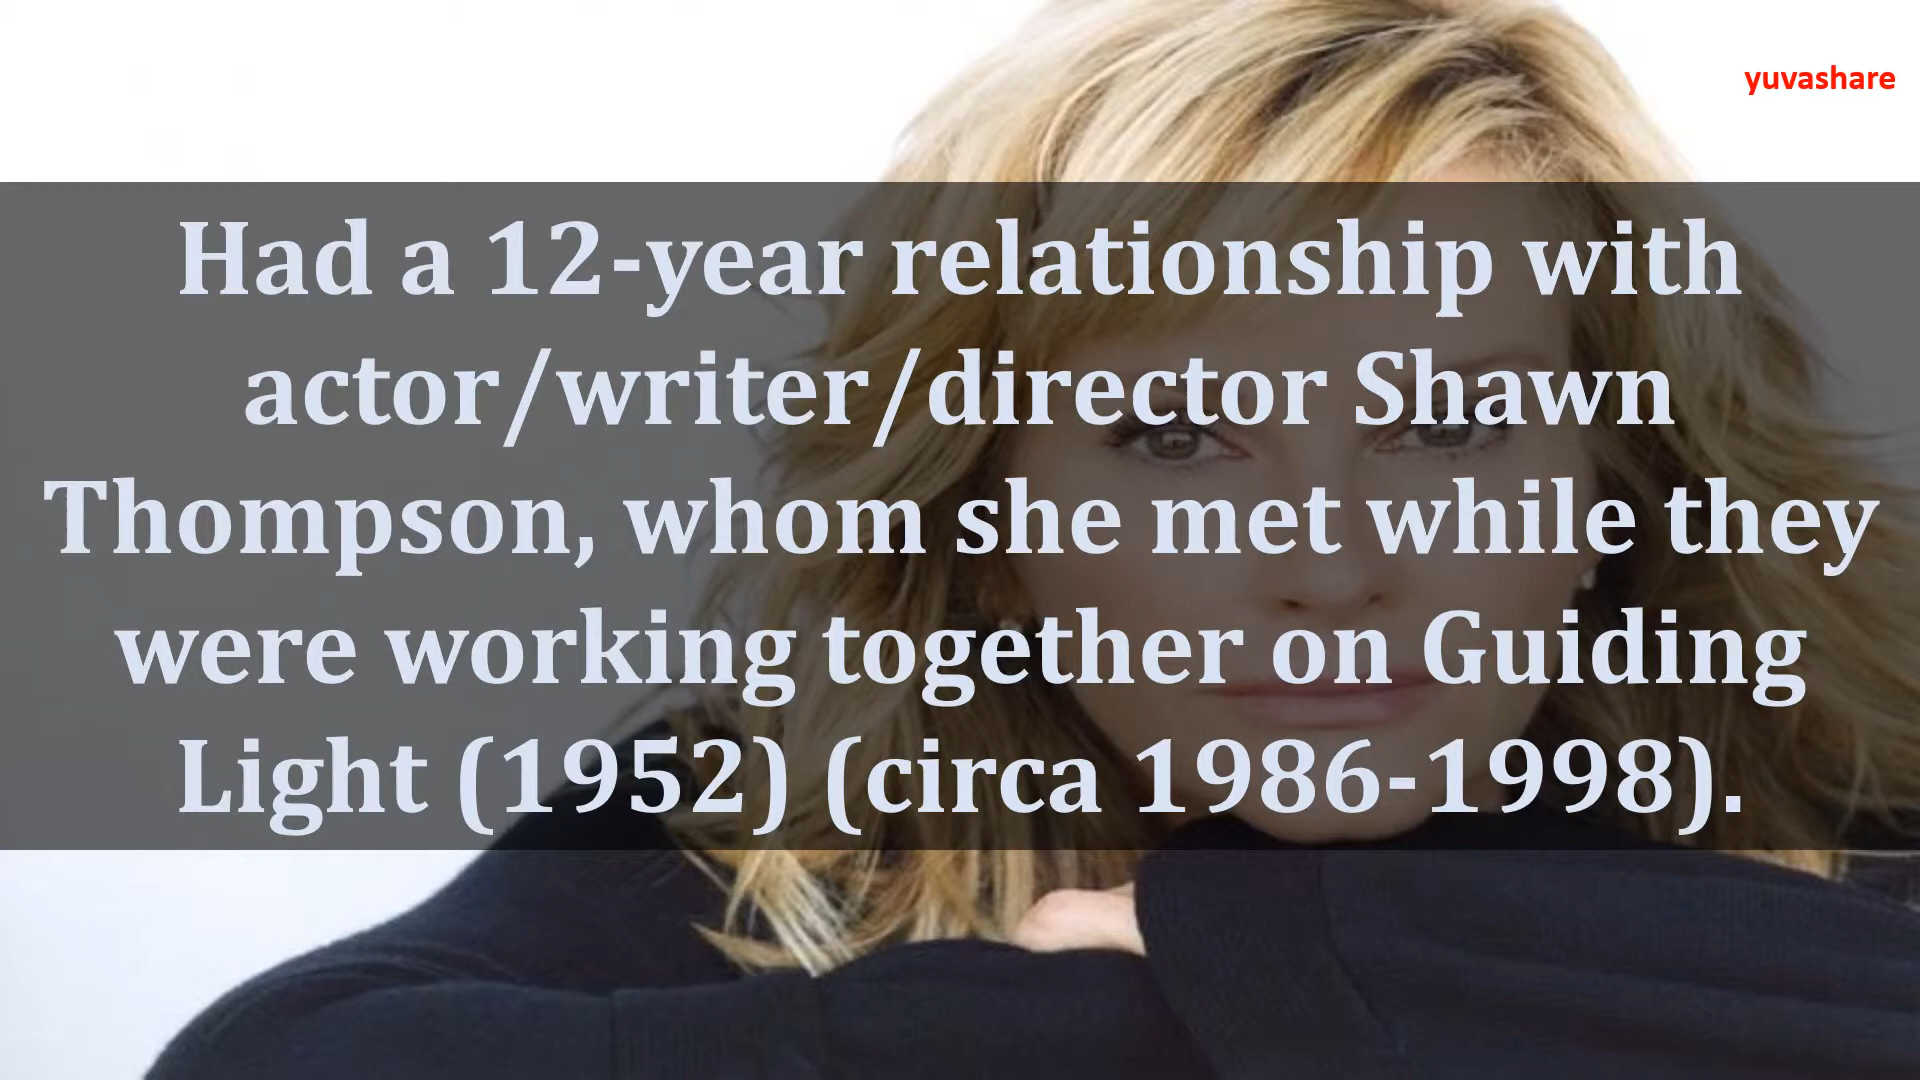 yuvashare
Had a 12-year relationship with
actor/writer/director Shawn
Thompson, whom she met while they
were working together on Guiding
Light (1952) (circa 1986-1998).